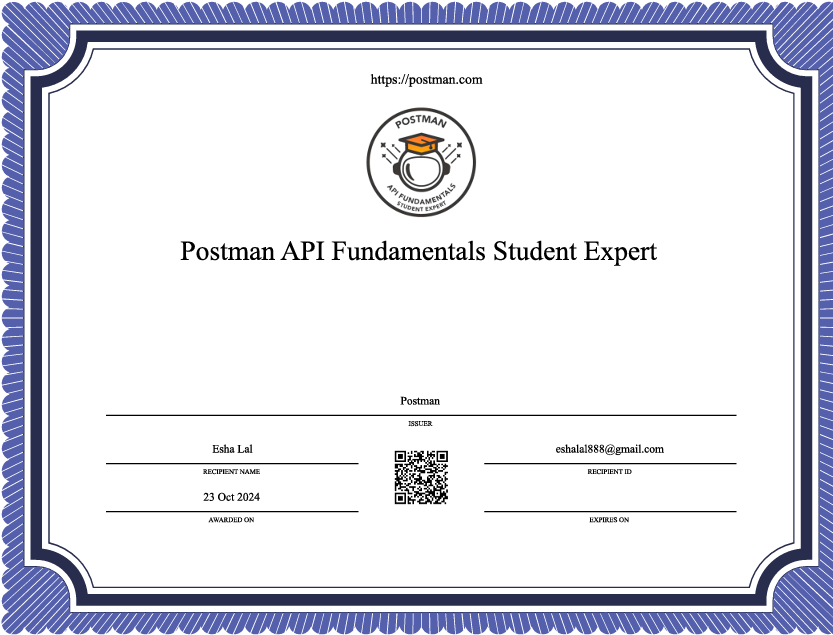 https://postman.com
POSTMAN
API FUNDAMENTALS
STUDENT EXPERT
Postman API Fundamentals Student Expert
Postman
ISSUER
Esha Lal
eshalal888@gmail.com
RECIPIENT NAME
RECIPIENT ID
23 Oct 2024
AWARDED ON
EXPIRES ON